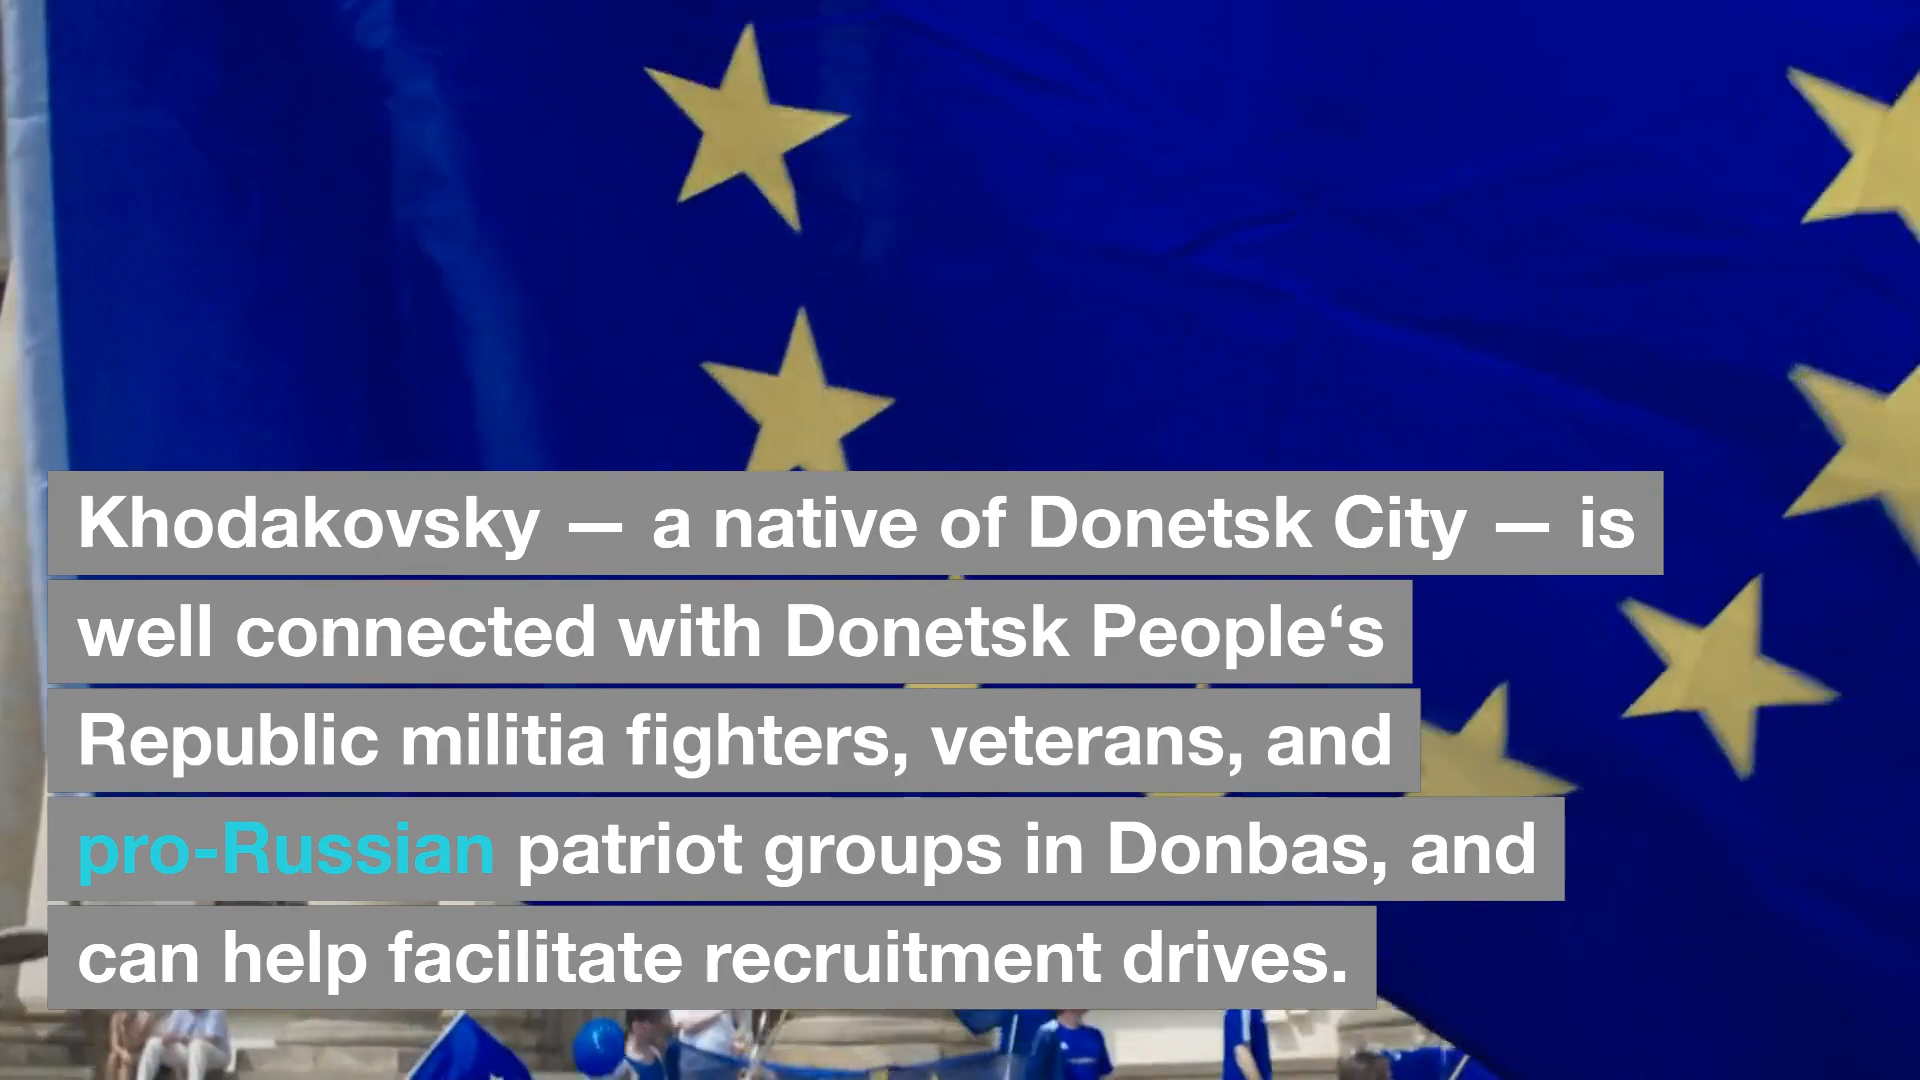 Khodakovsky — a native of Donetsk City — is
well connected with Donetsk People‘s
Republic militia fighters, veterans, and
pro-Russian patriot groups in Donbas, and
can help facilitate recruitment drives.